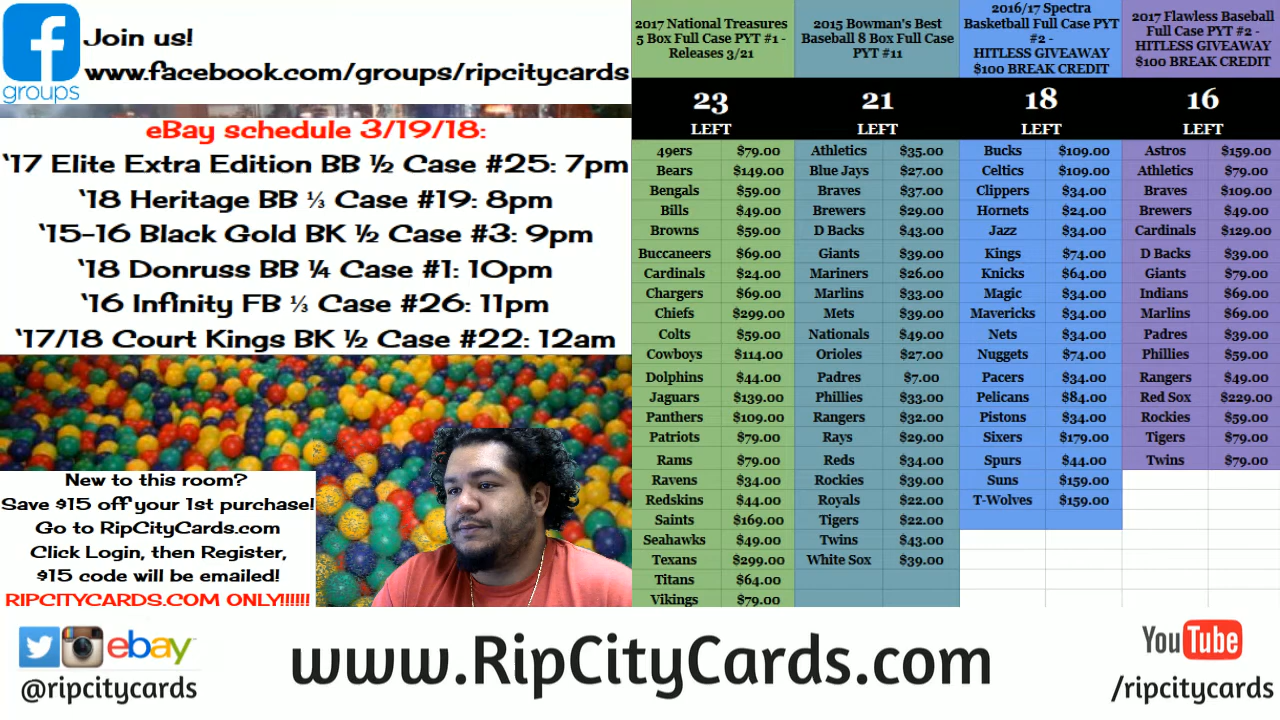 f
groups
Join us!
www.facebook.com/groups/ripcitycards
eBay schedule 3/19/18:
‘17 Elite Extra Edition BB ½ Case #25: 7pm
‘18 Heritage BB ⅓ Case #19: 8pm
‘15-16 Black Gold BK ½ Case #3: 9pm
‘18 Donruss BB ¼ Case #1: 10pm
‘16 Infinity FB ⅓ Case #26: 11pm
‘17/18 Court Kings BK ½ Case #22: 12am
New to this room?
Save $15 off your 1st purchase!
Go to RipCityCards.com
Click Login, then Register,
$15 code will be emailed!
RIPCITYCARDS.COM ONLY!!!!!!
2017 National Treasures
5 Box Full Case PYT #1 -
Releases 3/21
23
LEFT
49ers $79.00
Bears $149.00
Bengals $59.00
Bills $49.00
Browns $59.00
Buccaneers $69.00
Cardinals $24.00
Chargers $69.00
Chiefs $299.00
Colts $59.00
Cowboys $114.00
Dolphins $44.00
Jaguars $139.00
Panthers $109.00
Patriots $79.00
Rams $79.00
Ravens $34.00
Redskins $44.00
Saints $169.00
Seahawks $49.00
Texans $299.00
Titans $64.00
Vikings $79.00
2015 Bowman's Best
Baseball 8 Box Full Case
PYT #11
21
LEFT
Athletics $35.00
Blue Jays $27.00
Braves $37.00
Brewers $29.00
D Backs $43.00
Giants $39.00
Mariners $26.00
Marlins $33.00
Mets $39.00
Nationals $49.00
Orioles $27.00
Padres $7.00
Phillies $33.00
Rangers $32.00
Rays $29.00
Reds $34.00
Rockies $39.00
Royals $22.00
Tigers $22.00
Twins $43.00
White Sox $39.00
2016/17 Spectra
Basketball Full Case PYT
#2 -
HITLESS GIVEAWAY
$100 BREAK CREDIT
18
LEFT
Bucks $109.00
Celtics $109.00
Clippers $34.00
Hornets $24.00
Jazz $34.00
Kings $74.00
Knicks $64.00
Magic $34.00
Mavericks $34.00
Nets $34.00
Nuggets $74.00
Pacers $34.00
Pelicans $84.00
Pistons $34.00
Sixers $179.00
Spurs $44.00
Suns $159.00
T-Wolves $159.00
2017 Flawless Baseball
Full Case PYT #2 -
HITLESS GIVEAWAY
$100 BREAK CREDIT
16
LEFT
Astros $159.00
Athletics $79.00
Braves $109.00
Brewers $49.00
Cardinals $129.00
D Backs $39.00
Giants $79.00
Indians $69.00
Marlins $69.00
Padres $39.00
Phillies $59.00
Rangers $49.00
Red Sox $229.00
Rockies $59.00
Tigers $79.00
Twins $79.00
ebay
@ripcitycards
www.RipCityCards.com
YouTube
/ripcitycards